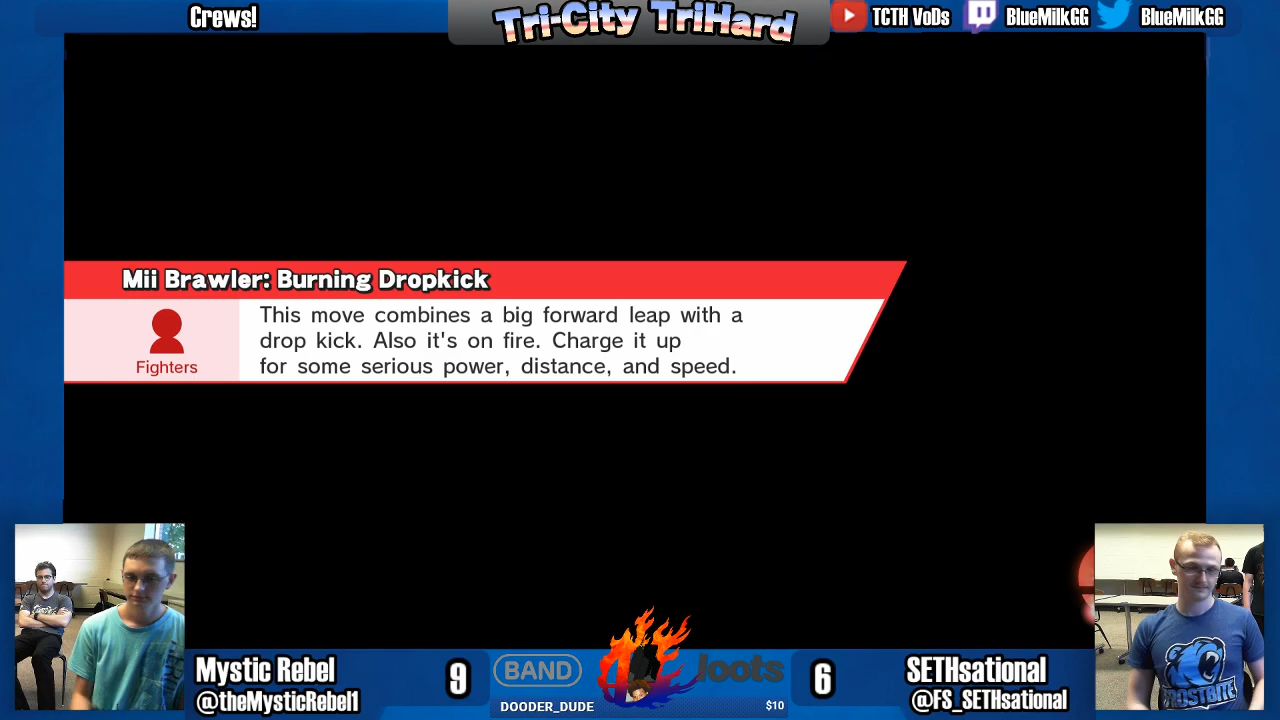 Crews!
Tri-City TriHard
TCTH VoDs
BlueMilkGG
BlueMilkGG
Mii Brawler: Burning Dropkick
This move combines a big forward leap with a
drop kick. Also it's on fire. Charge it up
for some serious power, distance, and speed.
Fighters
Mystic Rebel
@theMysticRebel1
9
BAND
Joots
DOODER_DUDE
$10
6
SETHsational
@FS_SETHsational
FROSTBITE